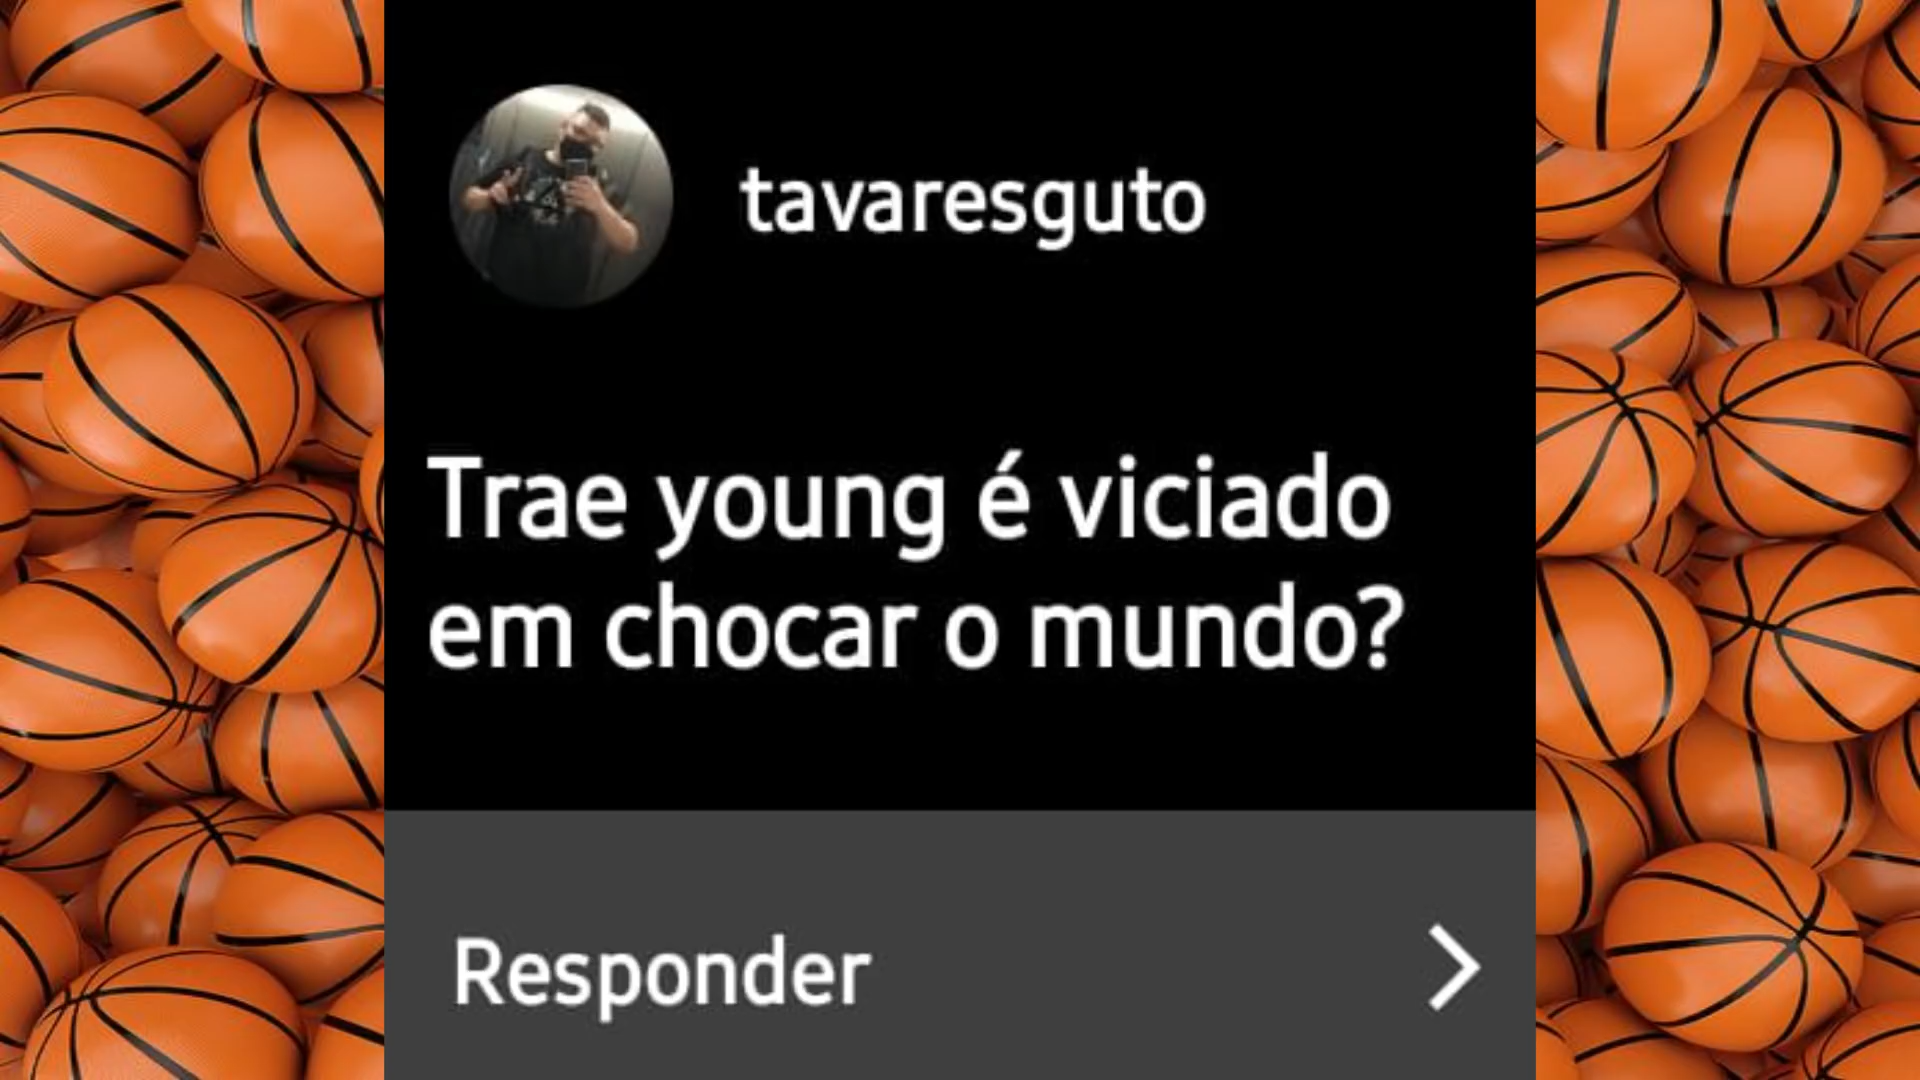 tavaresguto
Trae young é viciado
em chocar o mundo?
Responder